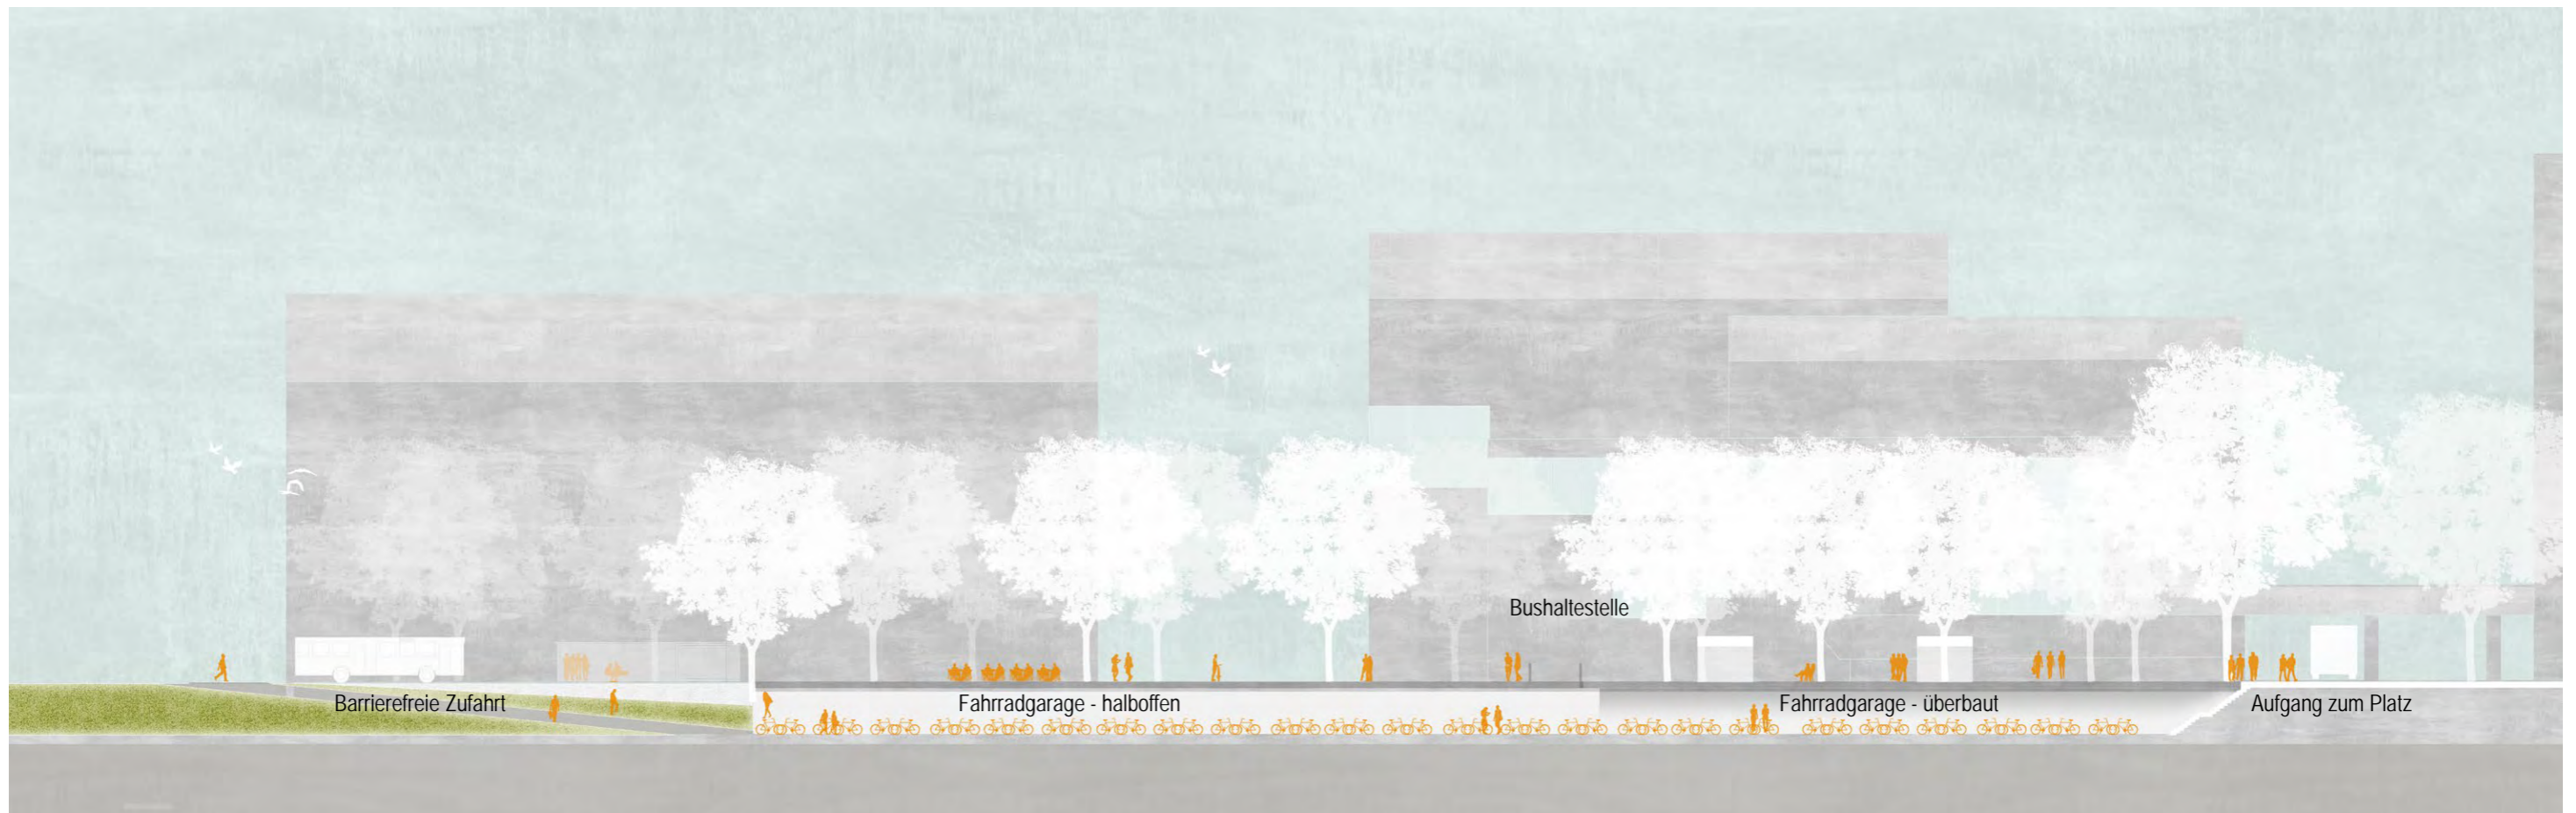 Bushaltestelle
Barrierefreie Zufahrt
Fahrradgarage - halboffen
Fahrradgarage - überbaut
Aufgang zum Platz